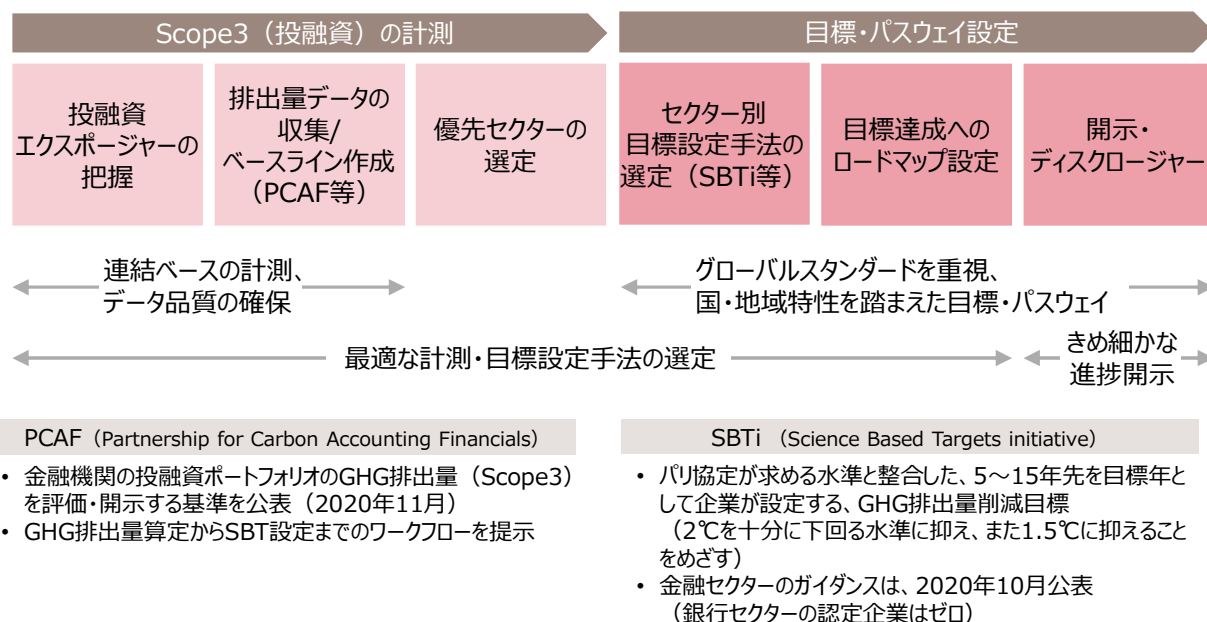 Scope3（投融資）の計測
目標・パスウェイ設定
投融資
エクスポージャーの
把握
排出量データの
収集/
ベースライン作成
（PCAF等）
優先セクターの
選定
セクター別
目標設定手法の
選定（SBTi等）
目標達成への
ロードマップ設定
開示・
ディスクロージャー
連結ベースの計測、
データ品質の確保
グローバルスタンダードを重視、
国・地域特性を踏まえた目標・パスウェイ
最適な計測・目標設定手法の選定
きめ細かな
進捗開示
PCAF（Partnership for Carbon Accounting Financials）
• 金融機関の投融資ポートフォリオのGHG排出量（Scope3）
を評価・開示する基準を公表（2020年11月）
• GHG排出量算定からSBT設定までのワークフローを提示
SBTi （Science Based Targets initiative）
• パリ協定が求める水準と整合した、5～15年先を目標年と
して企業が設定する、GHG排出量削減目標
（2℃を十分に下回る水準に抑え、また1.5℃に抑えること
をめざす）
• 金融セクターのガイダンスは、2020年10月公表
（銀行セクターの認定企業はゼロ）